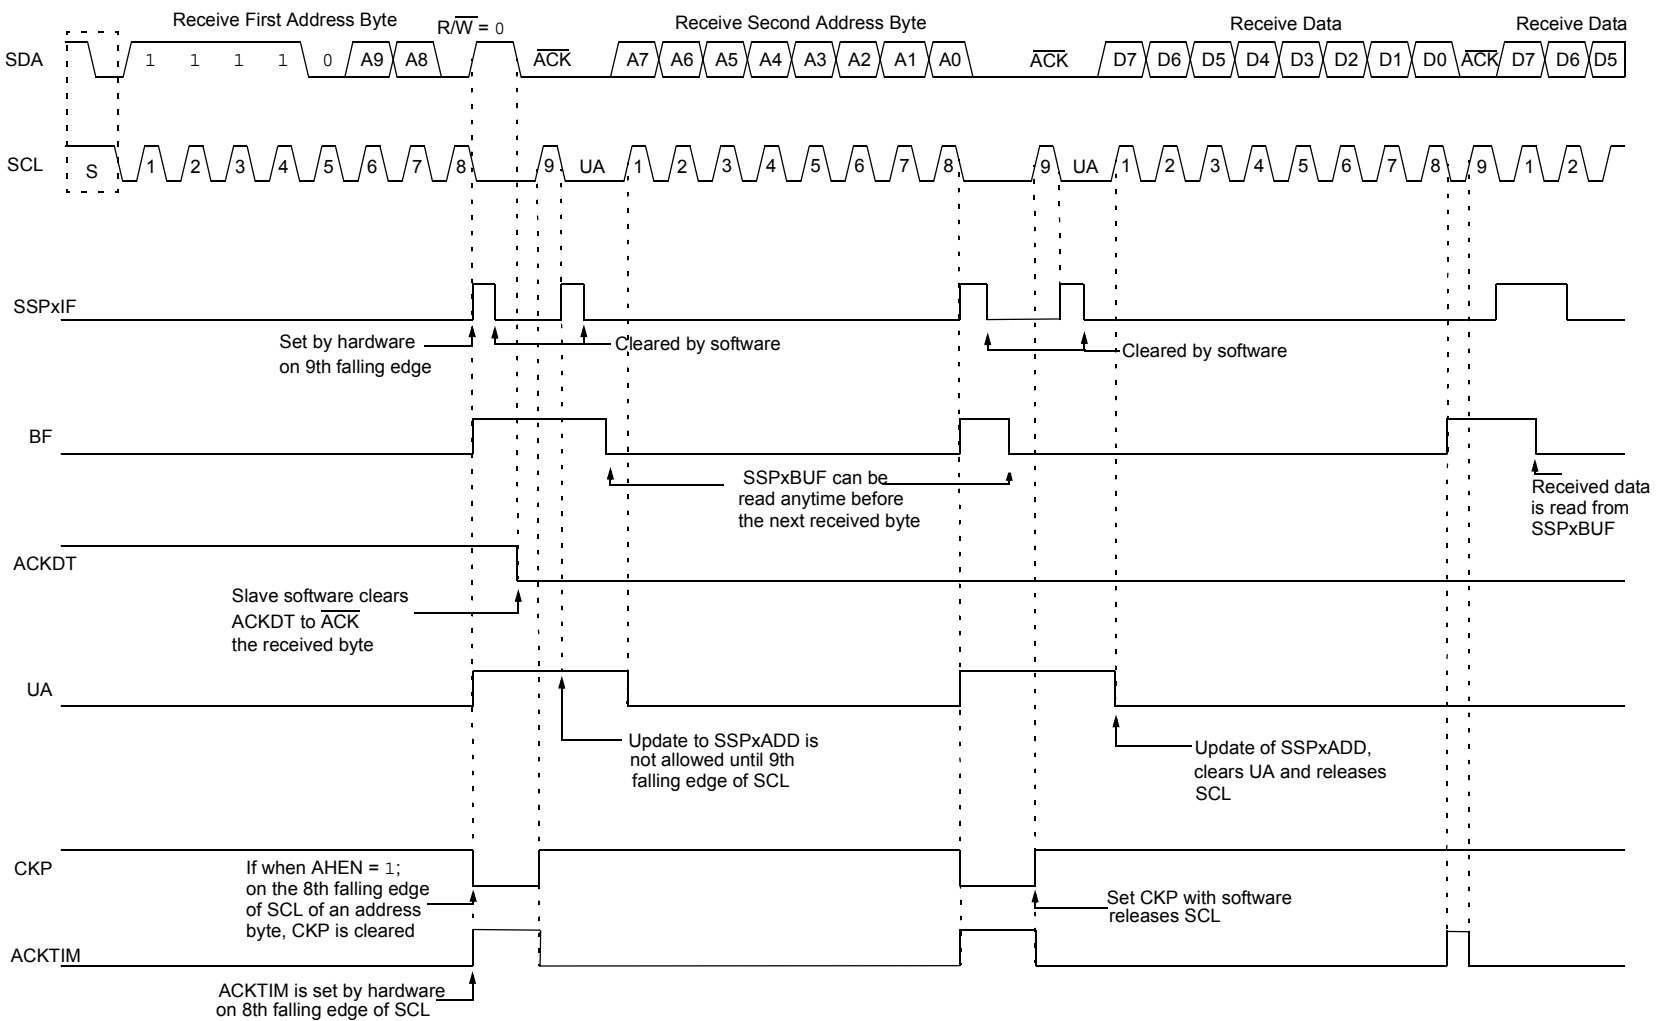 Receive First Address Byte
R/W = 0
Receive Second Address Byte
Receive Data
Receive Data
SDA
1 1 1 1 0 A9 A8 ACK A7 A6 A5 A4 A3 A2 A1 A0 ACK D7 D6 D5 D4 D3 D2 D1 D0 ACK D7 D6 D5
SCL
S 1 2 3 4 5 6 7 8 9 UA 1 2 3 4 5 6 7 8 9 UA 1 2 3 4 5 6 7 8 9 1 2
SSPxIF
Set by hardware
on 9th falling edge
Cleared by software
Cleared by software
BF
SSPxBUF can be
read anytime before
the next received byte
Received data
is read from
SSPxBUF
ACKDT
Slave software clears
ACKDT to ACK
the received byte
UA
Update to SSPxADD is
not allowed until 9th
falling edge of SCL
Update of SSPxADD,
clears UA and releases
SCL
CKP
If when AHEN = 1;
on the 8th falling edge
of SCL of an address
byte, CKP is cleared
Set CKP with software
releases SCL
ACKTIM
ACKTIM is set by hardware
on 8th falling edge of SCL